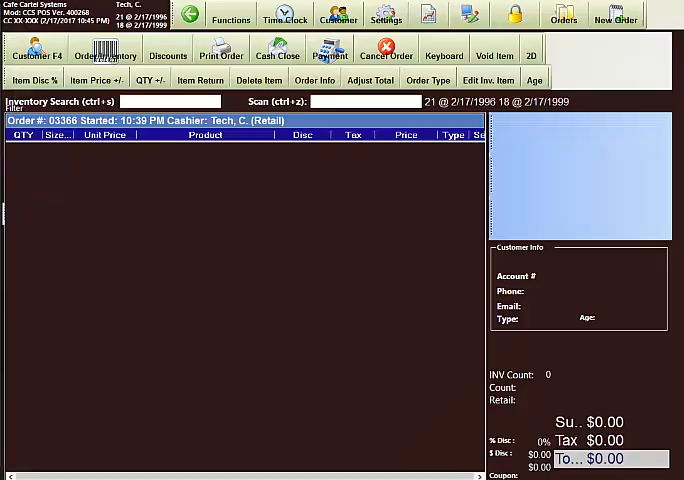 Cafe Cartel Systems
Mod: CC5 POS Ver. 400268
CC XX-XXX (2/17/2017 10:45 PM)
Tech, C.
21 @ 2/17/1996
18 @ 2/17/1999
Functions
Time Clock
Customer
Settings
Orders
New Order
Customer F4
Order Inventory
Discounts
Print Order
Cash Close
Payment
Cancel Order
Keyboard
Void Item
2D
Item Disc %
Item Price +/-
QTY +/-
Item Return
Delete Item
Order Info
Adjust Total
Order Type
Edit Inv. Item
Age
Inventory Search (ctrl+s)
Scan (ctrl+z):
21 @ 2/17/1996 18 @ 2/17/1999
Filter
Order #: 03366 Started: 10:39 PM Cashier: Tech, C. (Retail)
QTY Size... Unit Price Product Disc Tax Price Type Se
Customer Info
Account #
Phone:
Email:
Type: Age:
INV Count: 0
Count:
Retail:
Su.. $0.00
% Disc : 0% Tax $0.00
$ Disc : $0.00 To... $0.00
$0.00
Coupon: